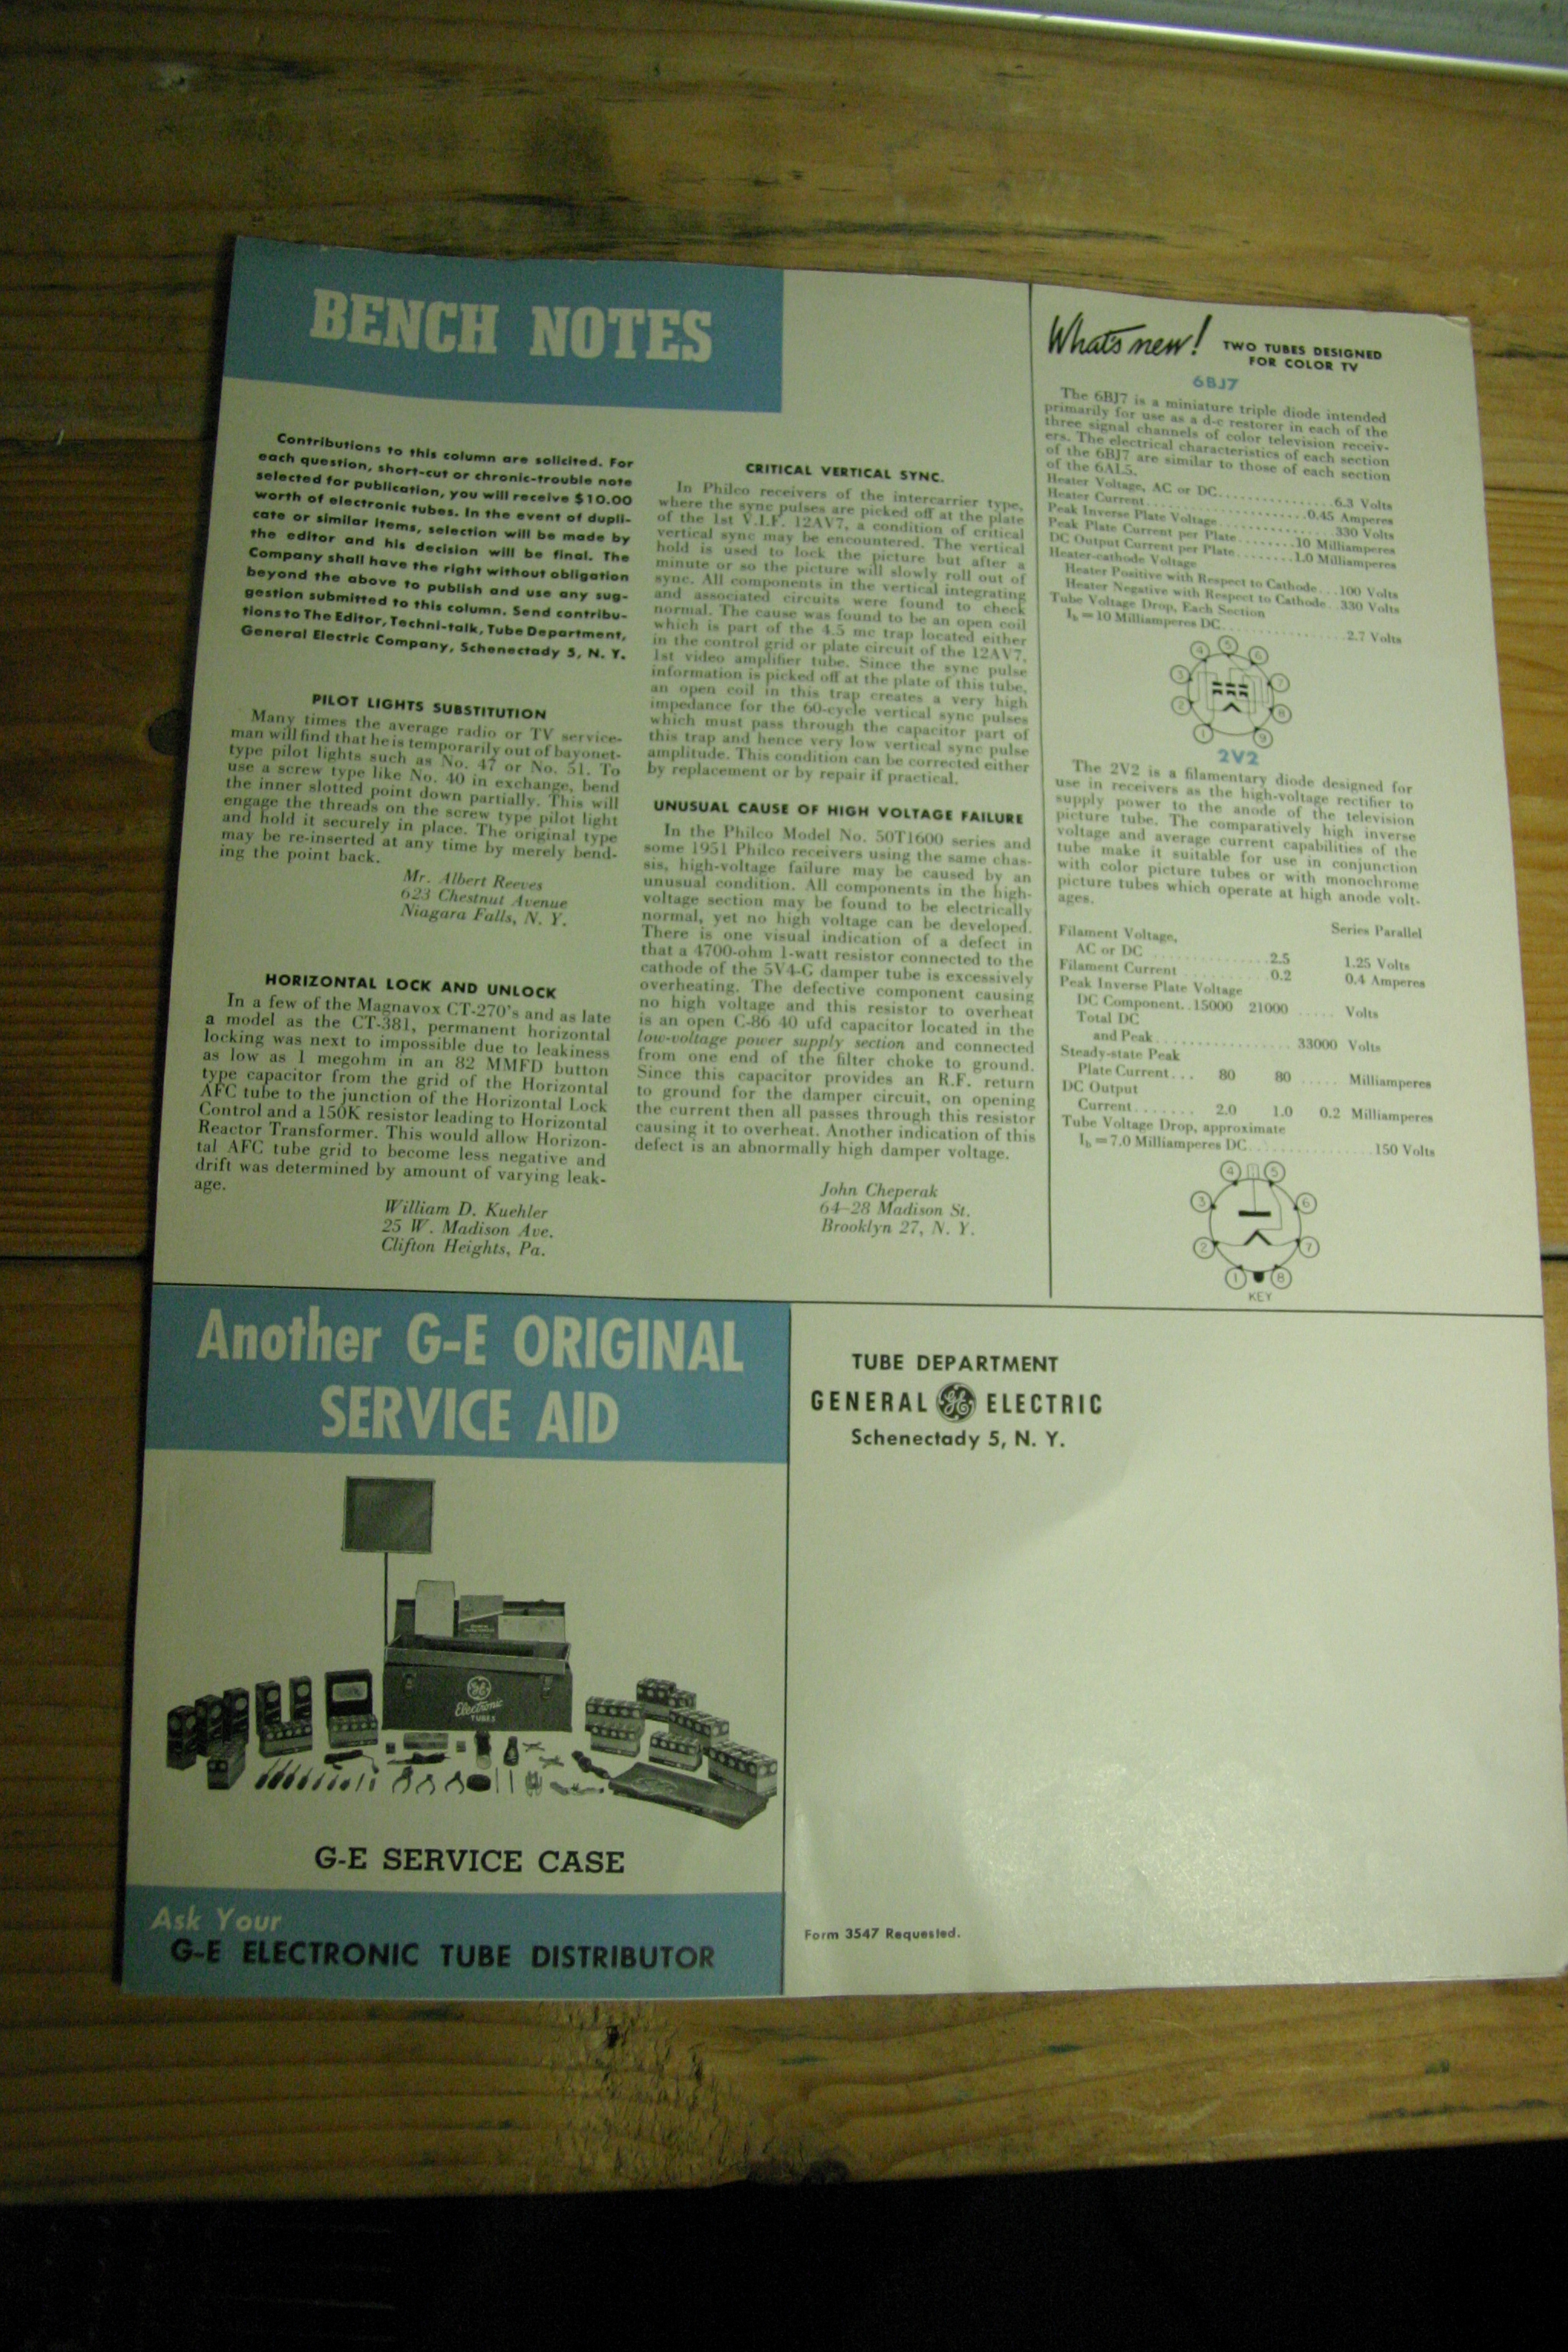 BENCH NOTES
Contributions to this column are solicited. For
each question, short-cut or chronic-trouble note
selected for publication, you will receive $10.00
worth of electronic tubes. In the event of dupli-
cate or similar items, selection will be made by
the editor and his decision will be final. The
Company shall have the right without obligation
beyond the above to publish and use any sug-
gestion submitted to this column. Send contribu-
tions to The Editor, Techni-talk, Tube Department,
General Electric Company, Schenectady 5, N. Y.
PILOT LIGHTS SUBSTITUTION
Many times the average radio or TV service-
man will find that he is temporarily out of bayonet-
type pilot lights such as No. 47 or No. 51. To
use a screw type like No. 40 in exchange, bend
the inner slotted point down partially. This will
engage the threads on the screw type pilot light
and hold it securely in place. The original type
may be re-inserted at any time by merely bend-
ing the point back.
Mr. Albert Reeves
623 Chestnut Avenue
Niagara Falls, N. Y.
HORIZONTAL LOCK AND UNLOCK
In a few of the Magnavox CT-270's and as late
a model as the CT-381, permanent horizontal
locking was next to impossible due to leakiness
as low as 1 megohm in an 82 MMFD button
type capacitor from the grid of the Horizontal
AFC tube to the junction of the Horizontal Lock
Control and a 150K resistor leading to Horizontal
Reactor Transformer. This would allow Horizon-
tal AFC tube grid to become less negative and
drift was determined by amount of varying leak-
age.
William D. Kuehler
25 W. Madison Ave.
Clifton Heights, Pa.
CRITICAL VERTICAL SYNC.
In Philco receivers of the intercarrier type,
where the sync pulses are picked off at the plate
of the 1st V.I.F. 12AV7, a condition of critical
vertical sync may be encountered. The vertical
hold is used to lock the picture but after a
minute or so the picture will slowly roll out of
sync. All components in the vertical integrating
and associated circuits were found to check
normal. The cause was found to be an open coil
which is part of the 4.5 mc trap located either
in the control grid or plate circuit of the 12AV7,
1st video amplifier tube. Since the sync pulse
information is picked off at the plate of this tube,
an open coil in this trap creates a very high
impedance for the 60-cycle vertical sync pulses
which must pass through the capacitor part of
this trap and hence very low vertical sync pulse
amplitude. This condition can be corrected either
by replacement or by repair if practical.
UNUSUAL CAUSE OF HIGH VOLTAGE FAILURE
In the Philco Model No. 50T1600 series and
some 1951 Philco receivers using the same chas-
sis, high-voltage failure may be caused by an
unusual condition. All components in the high-
voltage section may be found to be electrically
normal, yet no high voltage can be developed.
There is one visual indication of a defect in
that a 4700-ohm 1-watt resistor connected to the
cathode of the 5V4-G damper tube is excessively
overheating. The defective component causing
no high voltage and this resistor to overheat
is an open C-86 40 ufd capacitor located in the
low-voltage power supply section and connected
from one end of the filter choke to ground.
Since this capacitor provides an R.F. return
to ground for the damper circuit, on opening
the current then all passes through this resistor
causing it to overheat. Another indication of this
defect is an abnormally high damper voltage.
John Cheperak
64-28 Madison St.
Brooklyn 27, N. Y.
What's new! TWO TUBES DESIGNED
FOR COLOR TV
6BJ7
The 6BJ7 is a miniature triple diode intended
primarily for use as a d-c restorer in each of the
three signal channels of color television receiv-
ers. The electrical characteristics of each section
of the 6BJ7 are similar to those of each section
of the 6AL5.
Heater Voltage, AC or DC...............6.3 Volts
Heater Current........................0.45 Amperes
Peak Inverse Plate Voltage...............330 Volts
Peak Plate Current per Plate........10 Milliamperes
DC Output Current per Plate........1.0 Milliamperes
Heater-cathode Voltage
Heater Positive with Respect to Cathode...100 Volts
Heater Negative with Respect to Cathode..330 Volts
Tube Voltage Drop, Each Section
Ib = 10 Milliamperes DC................2.7 Volts
4 5 6
3 7
2 8
1 9
2V2
The 2V2 is a filamentary diode designed for
use in receivers as the high-voltage rectifier to
supply power to the anode of the television
picture tube. The comparatively high inverse
voltage and average current capabilities of the
tube make it suitable for use in conjunction
with color picture tubes or with monochrome
picture tubes which operate at high anode volt-
ages.
Series Parallel
Filament Voltage,
AC or DC ............... 2.5 1.25 Volts
Filament Current ......... 0.2 0.4 Amperes
Peak Inverse Plate Voltage
DC Component..15000 21000 ..... Volts
Total DC
and Peak................33000 Volts
Steady-state Peak
Plate Current... 80 80 ..... Milliamperes
DC Output
Current....... 2.0 1.0 0.2 Milliamperes
Tube Voltage Drop, approximate
Ib = 7.0 Milliamperes DC...............150 Volts
4 5
3 6
2 7
1 8
KEY
Another G-E ORIGINAL
SERVICE AID
GE
Electronic
TUBES
G-E SERVICE CASE
Ask Your
G-E ELECTRONIC TUBE DISTRIBUTOR
TUBE DEPARTMENT
GENERAL GE ELECTRIC
Schenectady 5, N. Y.
Form 3547 Requested.